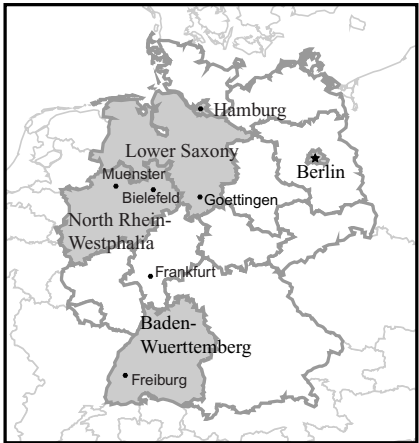 Hamburg
Lower Saxony
Berlin
Muenster
Bielefeld
Goettingen
North Rhein-
Westphalia
Frankfurt
Baden-
Wuerttemberg
Freiburg